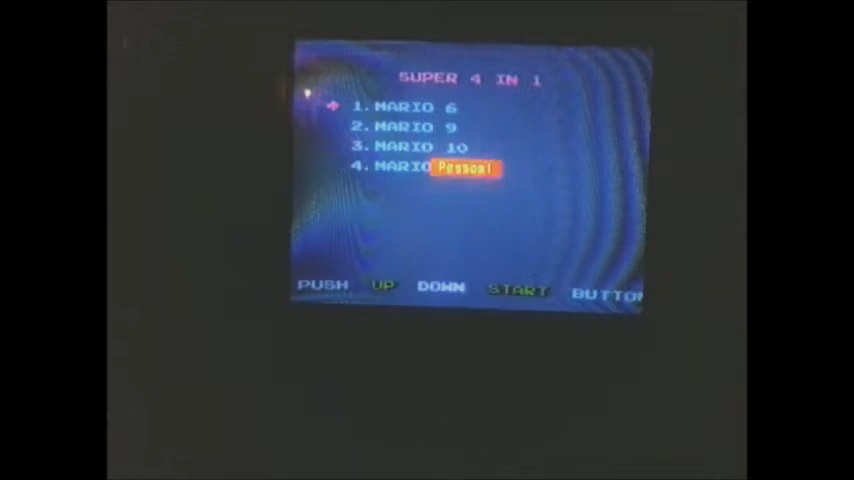 SUPER 4 IN 1
1. MARIO 6
2. MARIO 9
3. MARIO 10
4. MARIO
PUSH UP DOWN START BUTTON